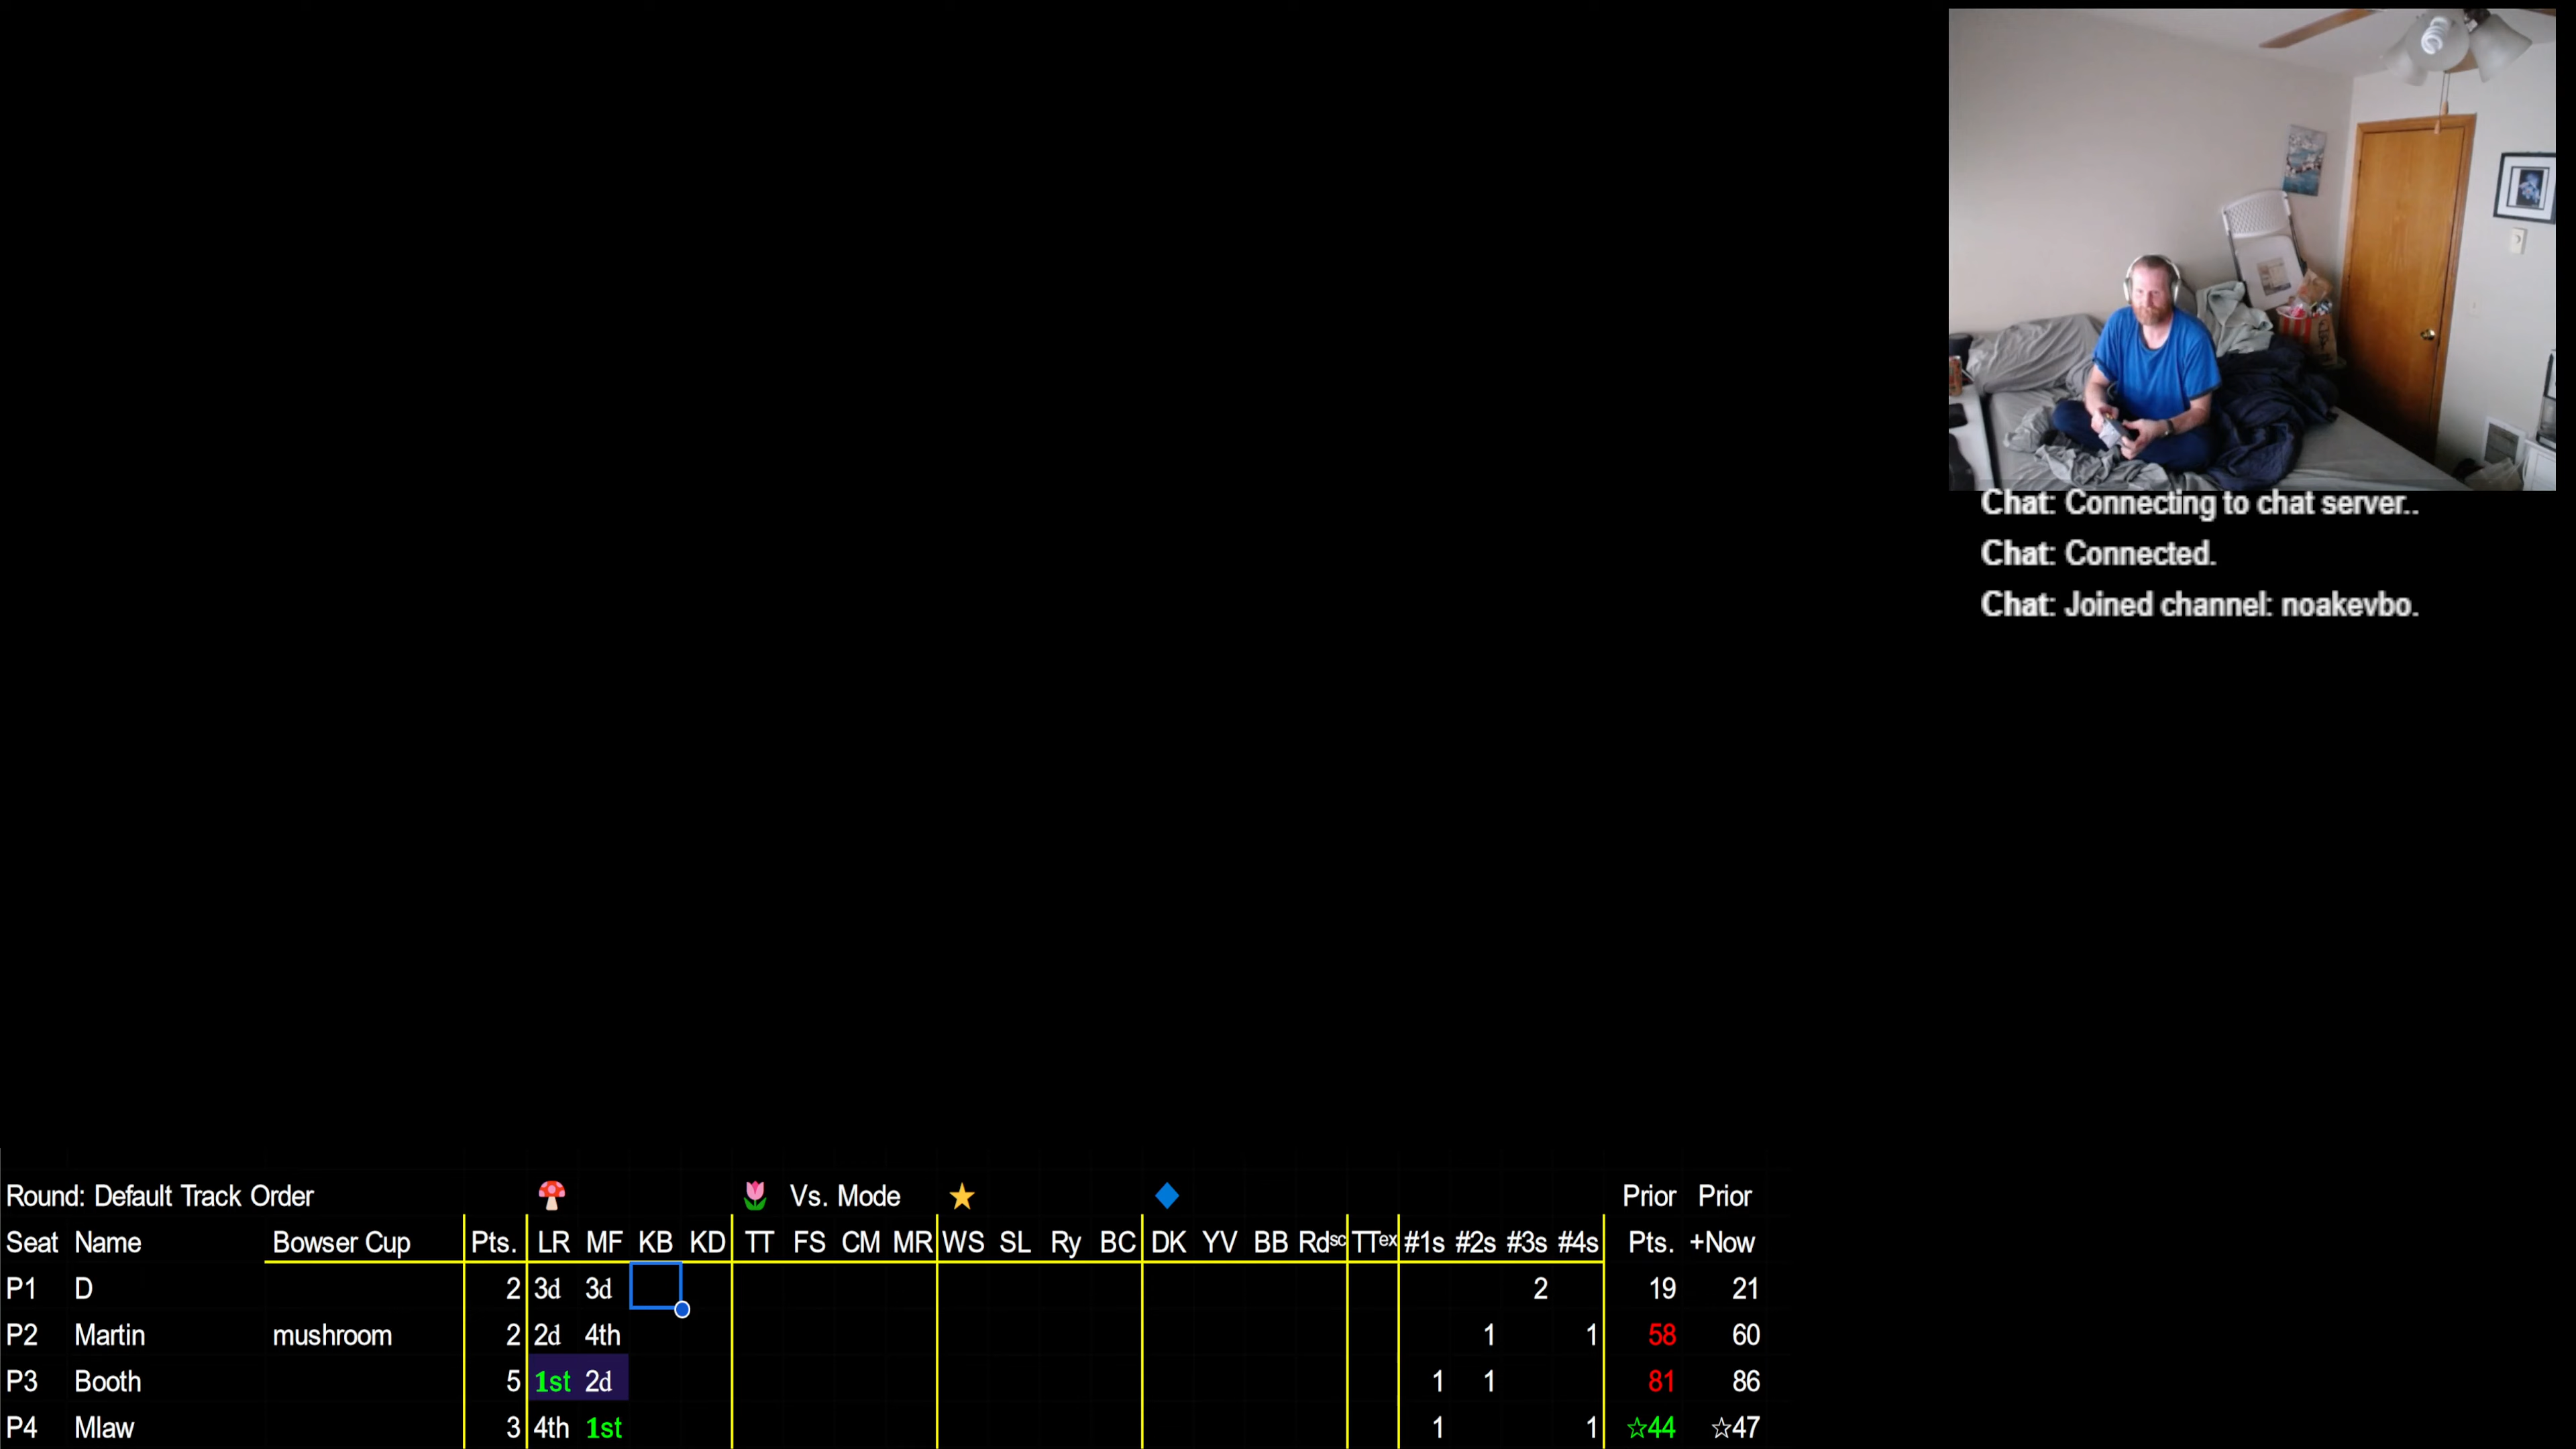 Chat: Connecting to chat server..
Chat: Connected.
Chat: Joined channel: noakevbo.
Round: Default Track Order Vs. Mode Prior Prior
Seat Name Bowser Cup Pts. LR MF KB KD TT FS CM MR WS SL Ry BC DK YV BB Rdsc TTex #1s #2s #3s #4s Pts. +Now
P1 D 2 3d 3d 2 19 21
P2 Martin mushroom 2 2d 4th 1 1 58 60
P3 Booth 5 1st 2d 1 1 81 86
P4 Mlaw 3 4th 1st 1 1 ☆44 ☆47